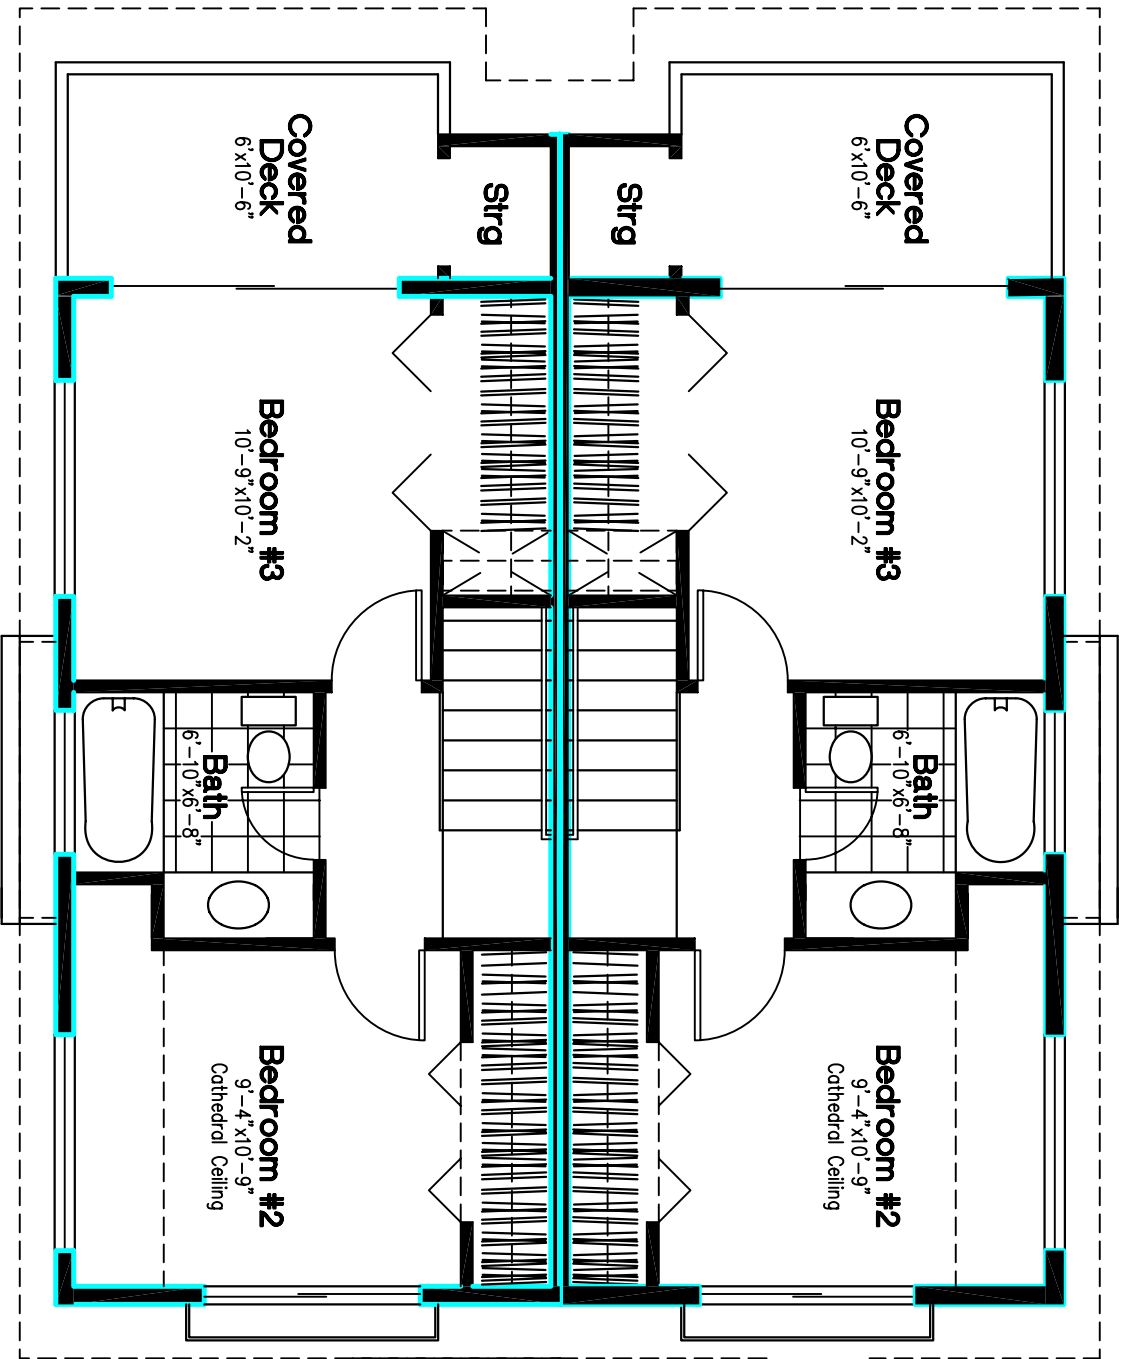 Covered
Deck
6'x10'-6"
Strg
Strg
Covered
Deck
6'x10'-6"
Bedroom #3
10'-9"x10'-2"
Bedroom #3
10'-9"x10'-2"
Bath
6'-10"x6'-8"
Bath
6'-10"x6'-8"
Bedroom #2
9'-4"x10'-9"
Cathedral Ceiling
Bedroom #2
9'-4"x10'-9"
Cathedral Ceiling